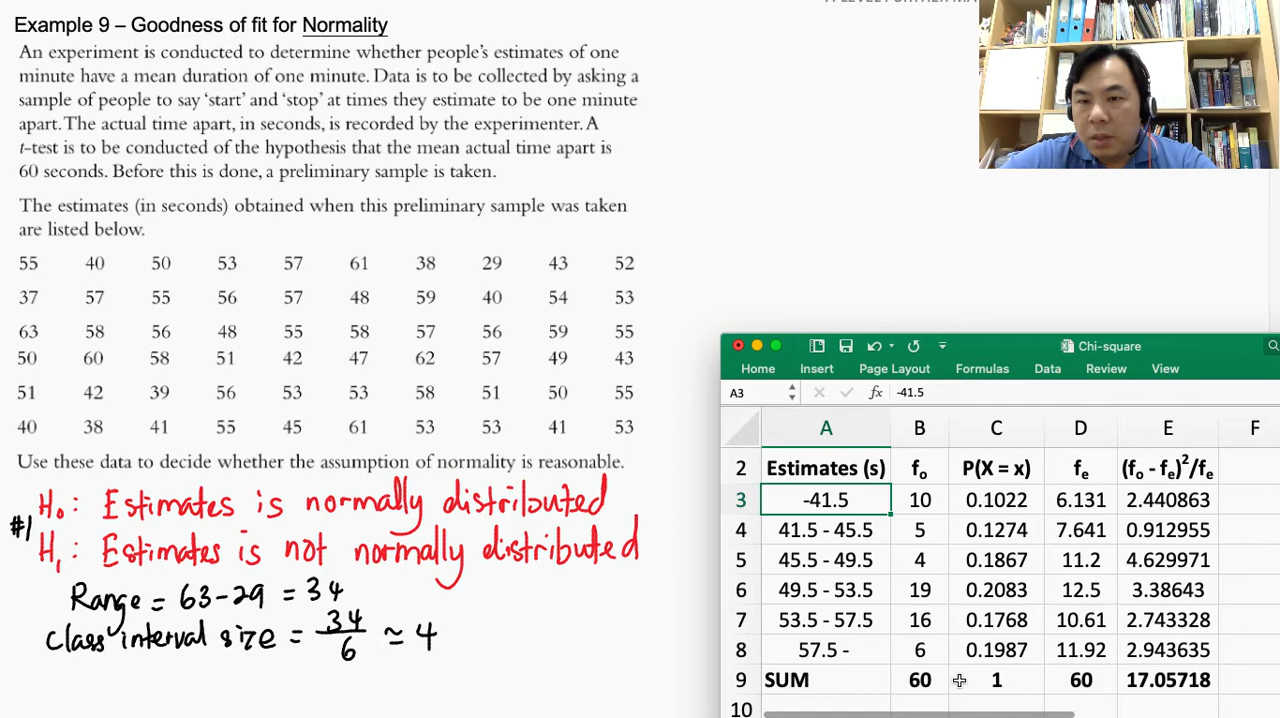 Example 9 – Goodness of fit for Normality
An experiment is conducted to determine whether people's estimates of one
minute have a mean duration of one minute. Data is to be collected by asking a
sample of people to say 'start' and 'stop' at times they estimate to be one minute
apart. The actual time apart, in seconds, is recorded by the experimenter. A
t-test is to be conducted of the hypothesis that the mean actual time apart is
60 seconds. Before this is done, a preliminary sample is taken.
The estimates (in seconds) obtained when this preliminary sample was taken
are listed below.
55 40 50 53 57 61 38 29 43 52
37 57 55 56 57 48 59 40 54 53
63 58 56 48 55 58 57 56 59 55
50 60 58 51 42 47 62 57 49 43
51 42 39 56 53 53 58 51 50 55
40 38 41 55 45 61 53 53 41 53
Use these data to decide whether the assumption of normality is reasonable.
#1
H₀: Estimates is normally distributed
H₁: Estimates is not normally distributed
Range = 63-29 = 34
class interval size = 34/6 ≃ 4
Chi-square
Home Insert Page Layout Formulas Data Review View
A3 fx -41.5
A B C D E F
2 Estimates (s) fo P(X = x) fe (fo - fe)²/fe
3 -41.5 10 0.1022 6.131 2.440863
4 41.5 - 45.5 5 0.1274 7.641 0.912955
5 45.5 - 49.5 4 0.1867 11.2 4.629971
6 49.5 - 53.5 19 0.2083 12.5 3.38643
7 53.5 - 57.5 16 0.1768 10.61 2.743328
8 57.5 - 6 0.1987 11.92 2.943635
9 SUM 60 1 60 17.05718
10